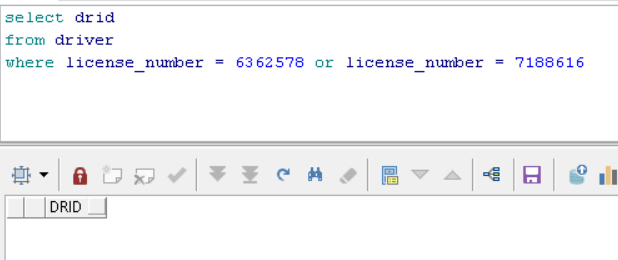 select drid
from driver
where license_number = 6362578 or license_number = 7188616
DRID